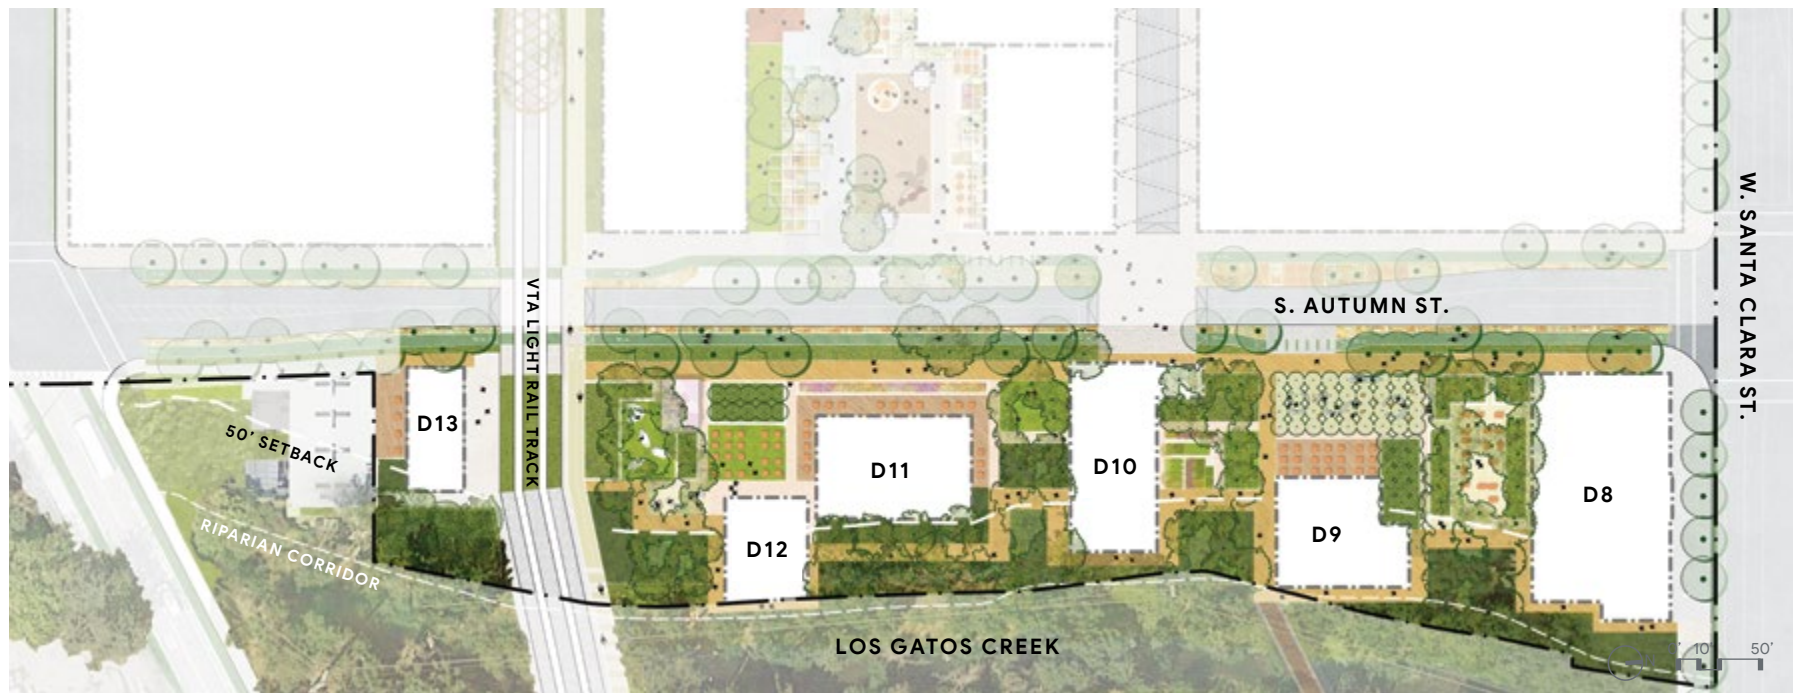 W. SANTA CLARA ST.
S. AUTUMN ST.
VTA LIGHT RAIL TRACK
D13
50' SETBACK
D11
D10
D8
RIPARIAN CORRIDOR
D12
D9
LOS GATOS CREEK
10'
50'